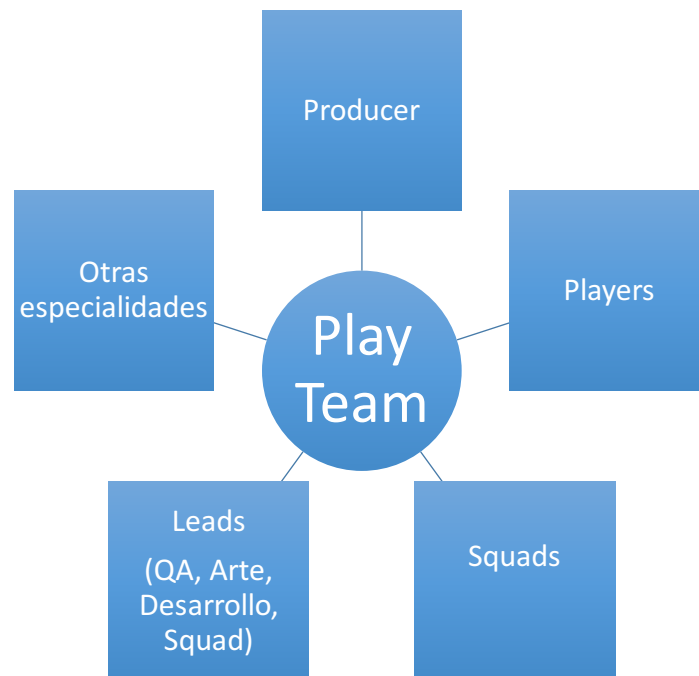 Producer
Otras
especialidades
Players
Play
Team
Leads
(QA, Arte,
Desarrollo,
Squad)
Squads